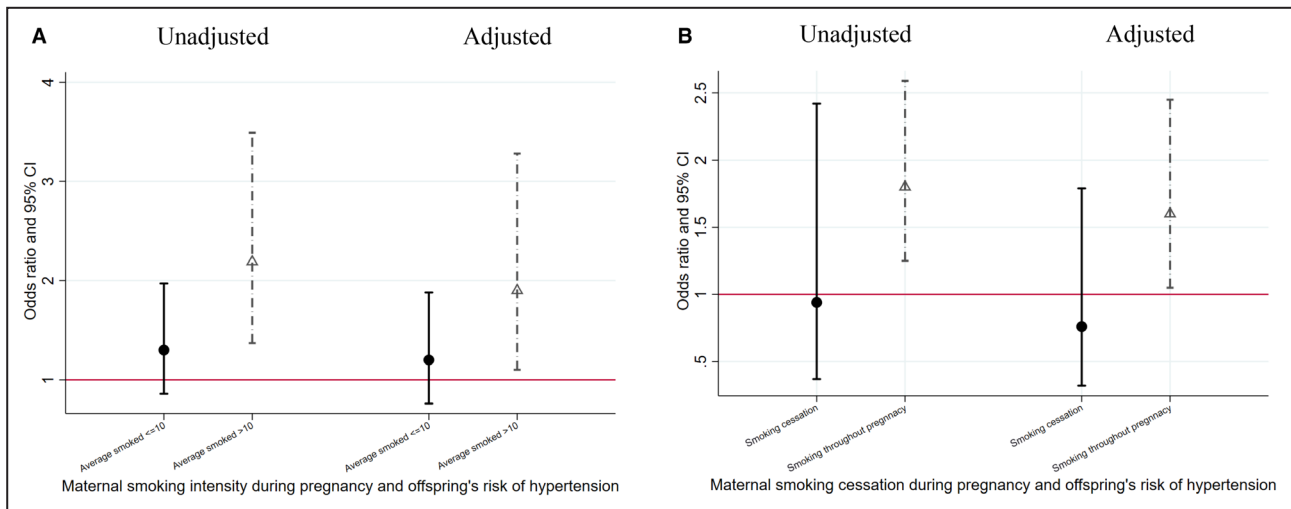 A
Unadjusted
Adjusted
Odds ratio and 95% CI
4
3
2
1
Average smoked <=10
Average smoked >10
Average smoked <=10
Average smoked >10
Maternal smoking intensity during pregnancy and offspring's risk of hypertension
B
Unadjusted
Adjusted
Odds ratio and 95% CI
2.5
2
1.5
1
.5
Smoking cessation
Smoking throughout pregnnacy
Smoking cessation
Smoking throughout pregnnacy
Maternal smoking cessation during pregnancy and offspring's risk of hypertension